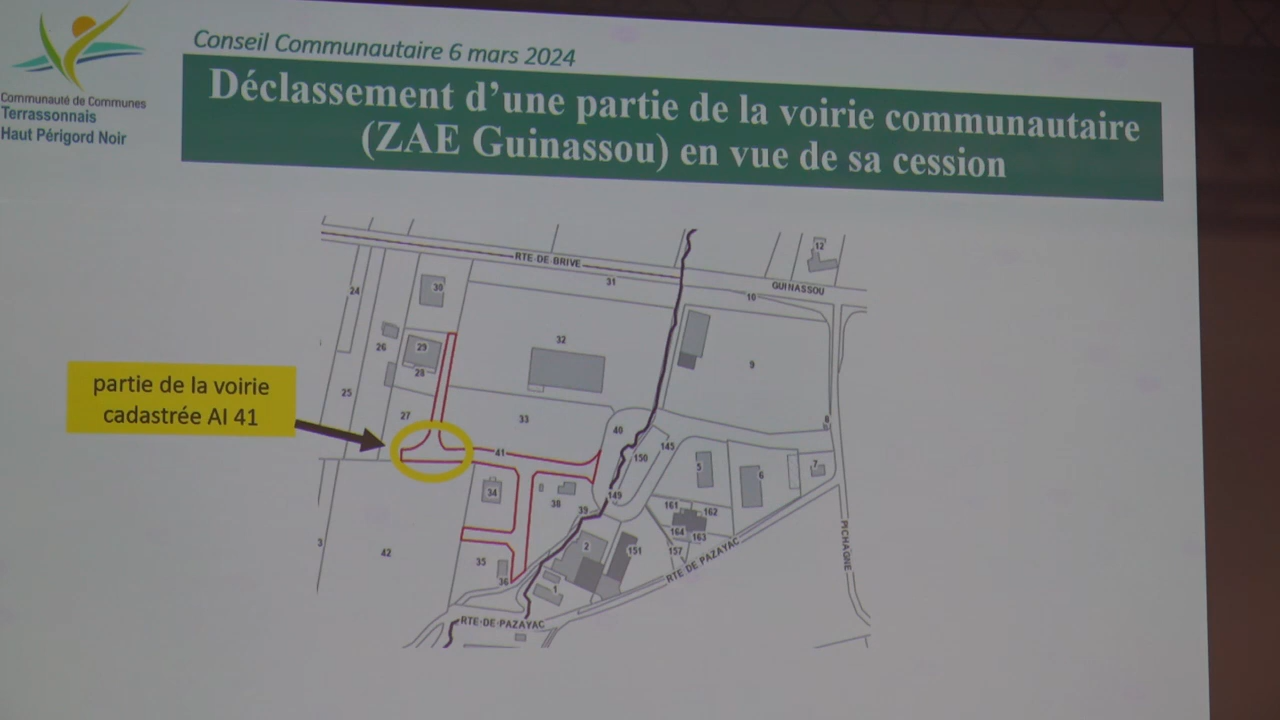 Conseil Communautaire 6 mars 2024
Communauté de Communes
Terrassonnais
Haut Périgord Noir
Déclassement d'une partie de la voirie communautaire
(ZAE Guinassou) en vue de sa cession
partie de la voirie
cadastrée AI 41
12
RTE DE BRIVE
GUINASSOU
31
10
24
30
32
26
29
28
9
25
27
33
40
8
41
145
150
5
6
7
34
38
149
39
161
162
164
163
3
42
2
151
157
35
36
1
RTE DE PAZAYAC
PICHAGNE
RTE-DE-PAZAYAC